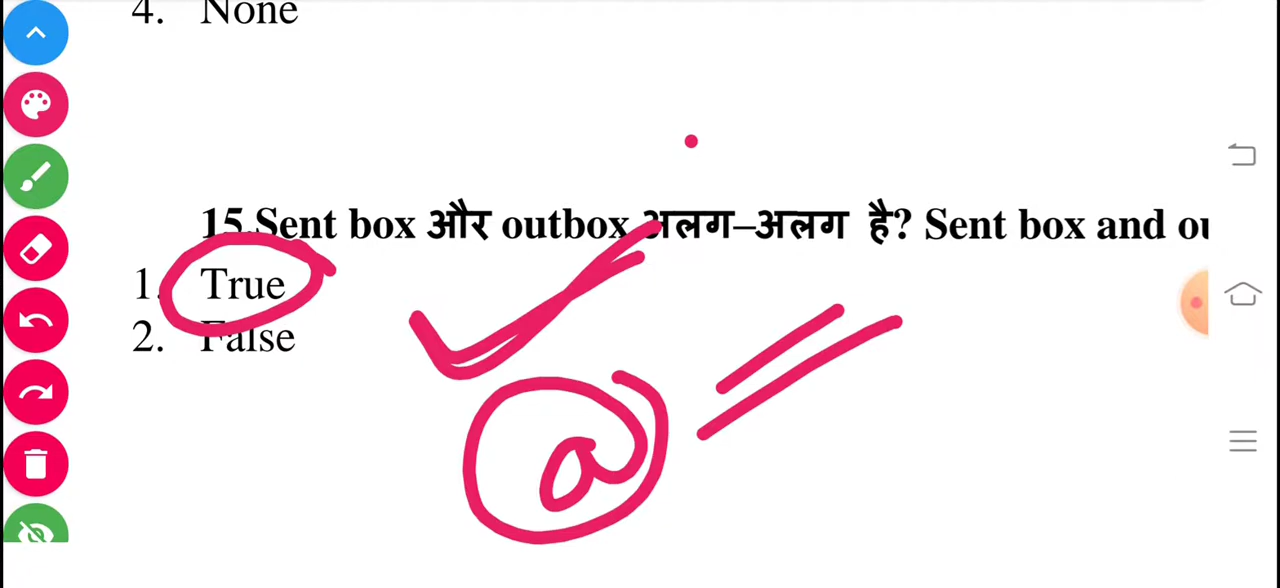 4. None
15.Sent box और outbox अलग–अलग है? Sent box and ou
1. True
2. False
a